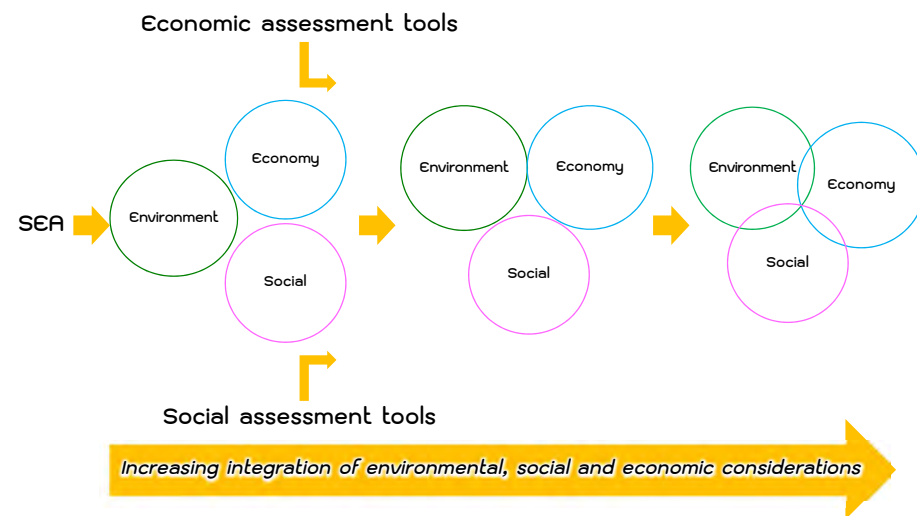 Economic assessment tools
Economy
Environment
Social
SEA
Environment
Economy
Social
Environment
Economy
Social
Social assessment tools
Increasing integration of environmental, social and economic considerations